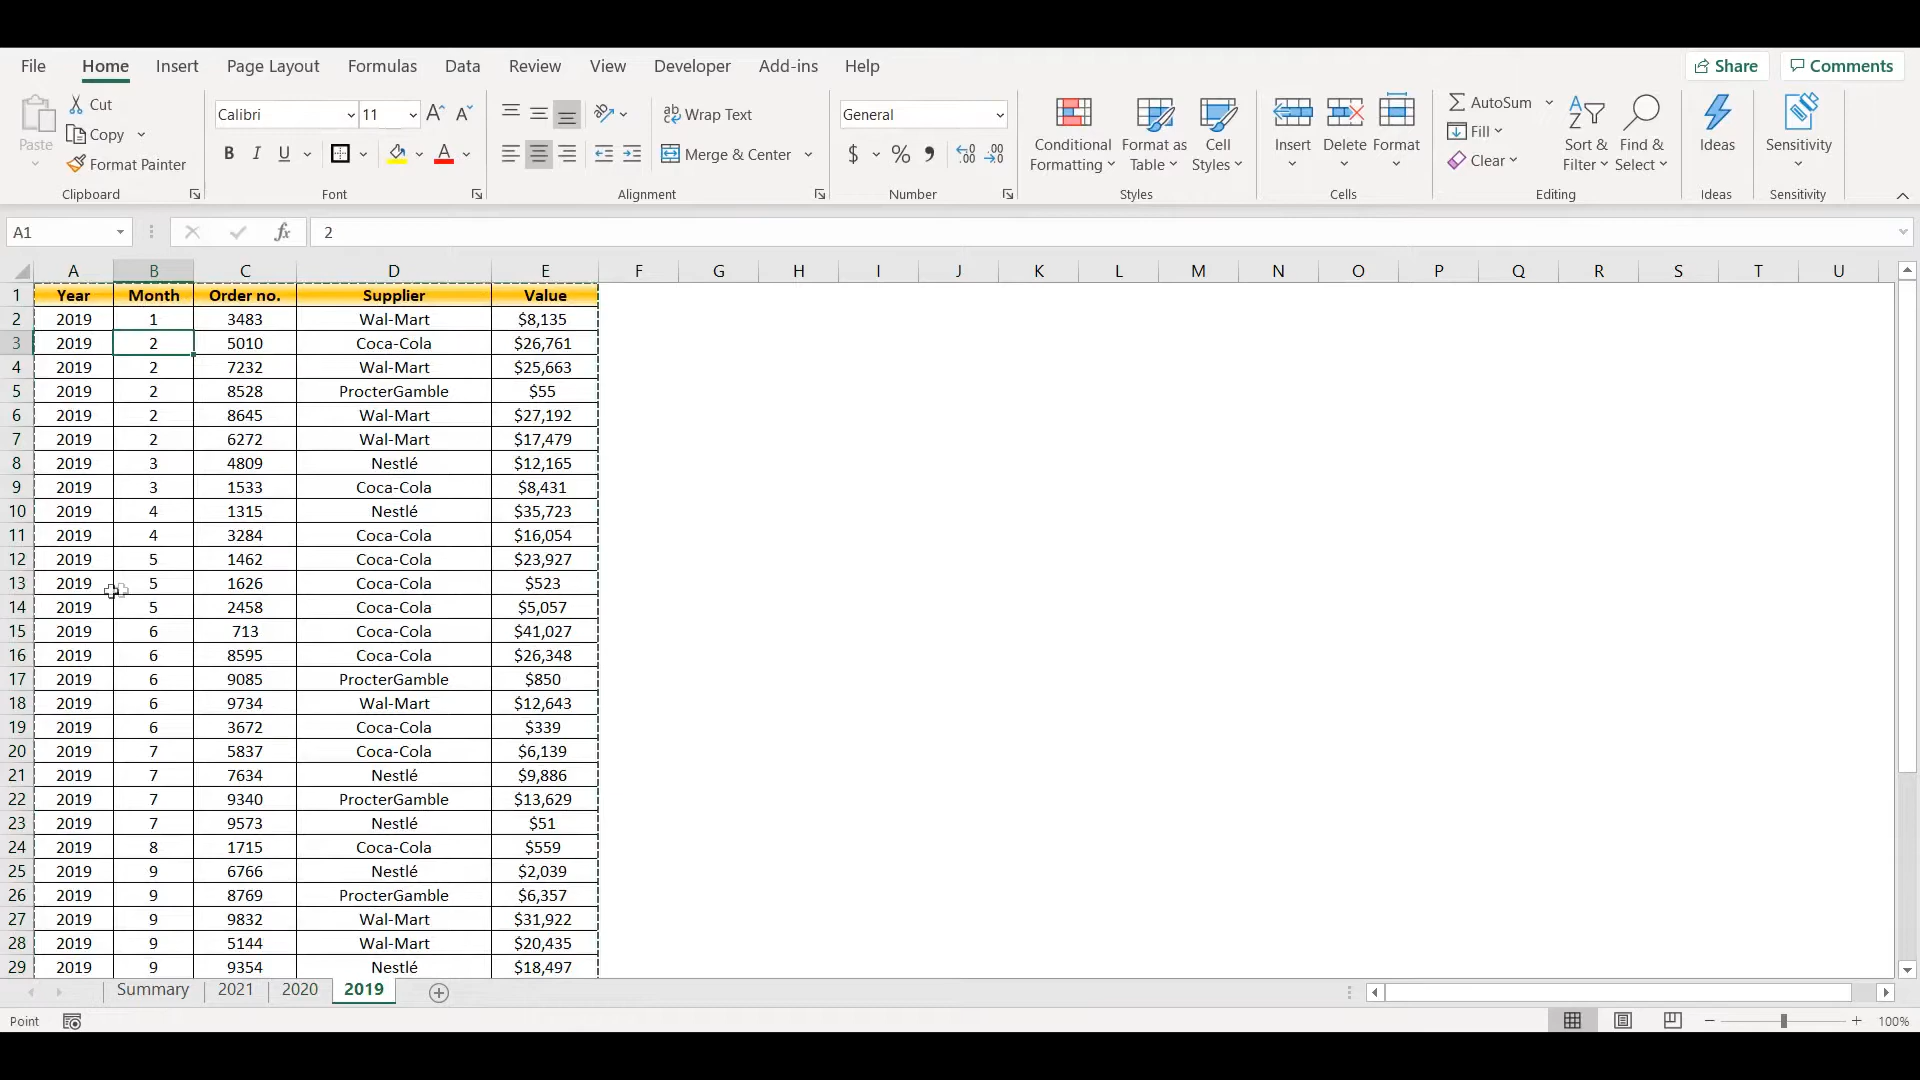 File Home Insert Page Layout Formulas Data Review View Developer Add-ins Help Share Comments
Paste Cut Calibri 11 Wrap Text General Conditional Formatting Format as Table Cell Styles Insert Delete Format AutoSum Sort & Filter Find & Select Ideas Sensitivity
Copy Fill
Format Painter B I U A Merge & Center $ % Clear
Clipboard Font Alignment Number Styles Cells Editing Ideas Sensitivity
A1 fx 2
A B C D E F G H I J K L M N O P Q R S T U
1 Year Month Order no. Supplier Value
2 2019 1 3483 Wal-Mart $8,135
3 2019 2 5010 Coca-Cola $26,761
4 2019 2 7232 Wal-Mart $25,663
5 2019 2 8528 ProcterGamble $55
6 2019 2 8645 Wal-Mart $27,192
7 2019 2 6272 Wal-Mart $17,479
8 2019 3 4809 Nestlé $12,165
9 2019 3 1533 Coca-Cola $8,431
10 2019 4 1315 Nestlé $35,723
11 2019 4 3284 Coca-Cola $16,054
12 2019 5 1462 Coca-Cola $23,927
13 2019 5 1626 Coca-Cola $523
14 2019 5 2458 Coca-Cola $5,057
15 2019 6 713 Coca-Cola $41,027
16 2019 6 8595 Coca-Cola $26,348
17 2019 6 9085 ProcterGamble $850
18 2019 6 9734 Wal-Mart $12,643
19 2019 6 3672 Coca-Cola $339
20 2019 7 5837 Coca-Cola $6,139
21 2019 7 7634 Nestlé $9,886
22 2019 7 9340 ProcterGamble $13,629
23 2019 7 9573 Nestlé $51
24 2019 8 1715 Coca-Cola $559
25 2019 9 6766 Nestlé $2,039
26 2019 9 8769 ProcterGamble $6,357
27 2019 9 9832 Wal-Mart $31,922
28 2019 9 5144 Wal-Mart $20,435
29 2019 9 9354 Nestlé $18,497
Summary 2021 2020 2019
Point 100%